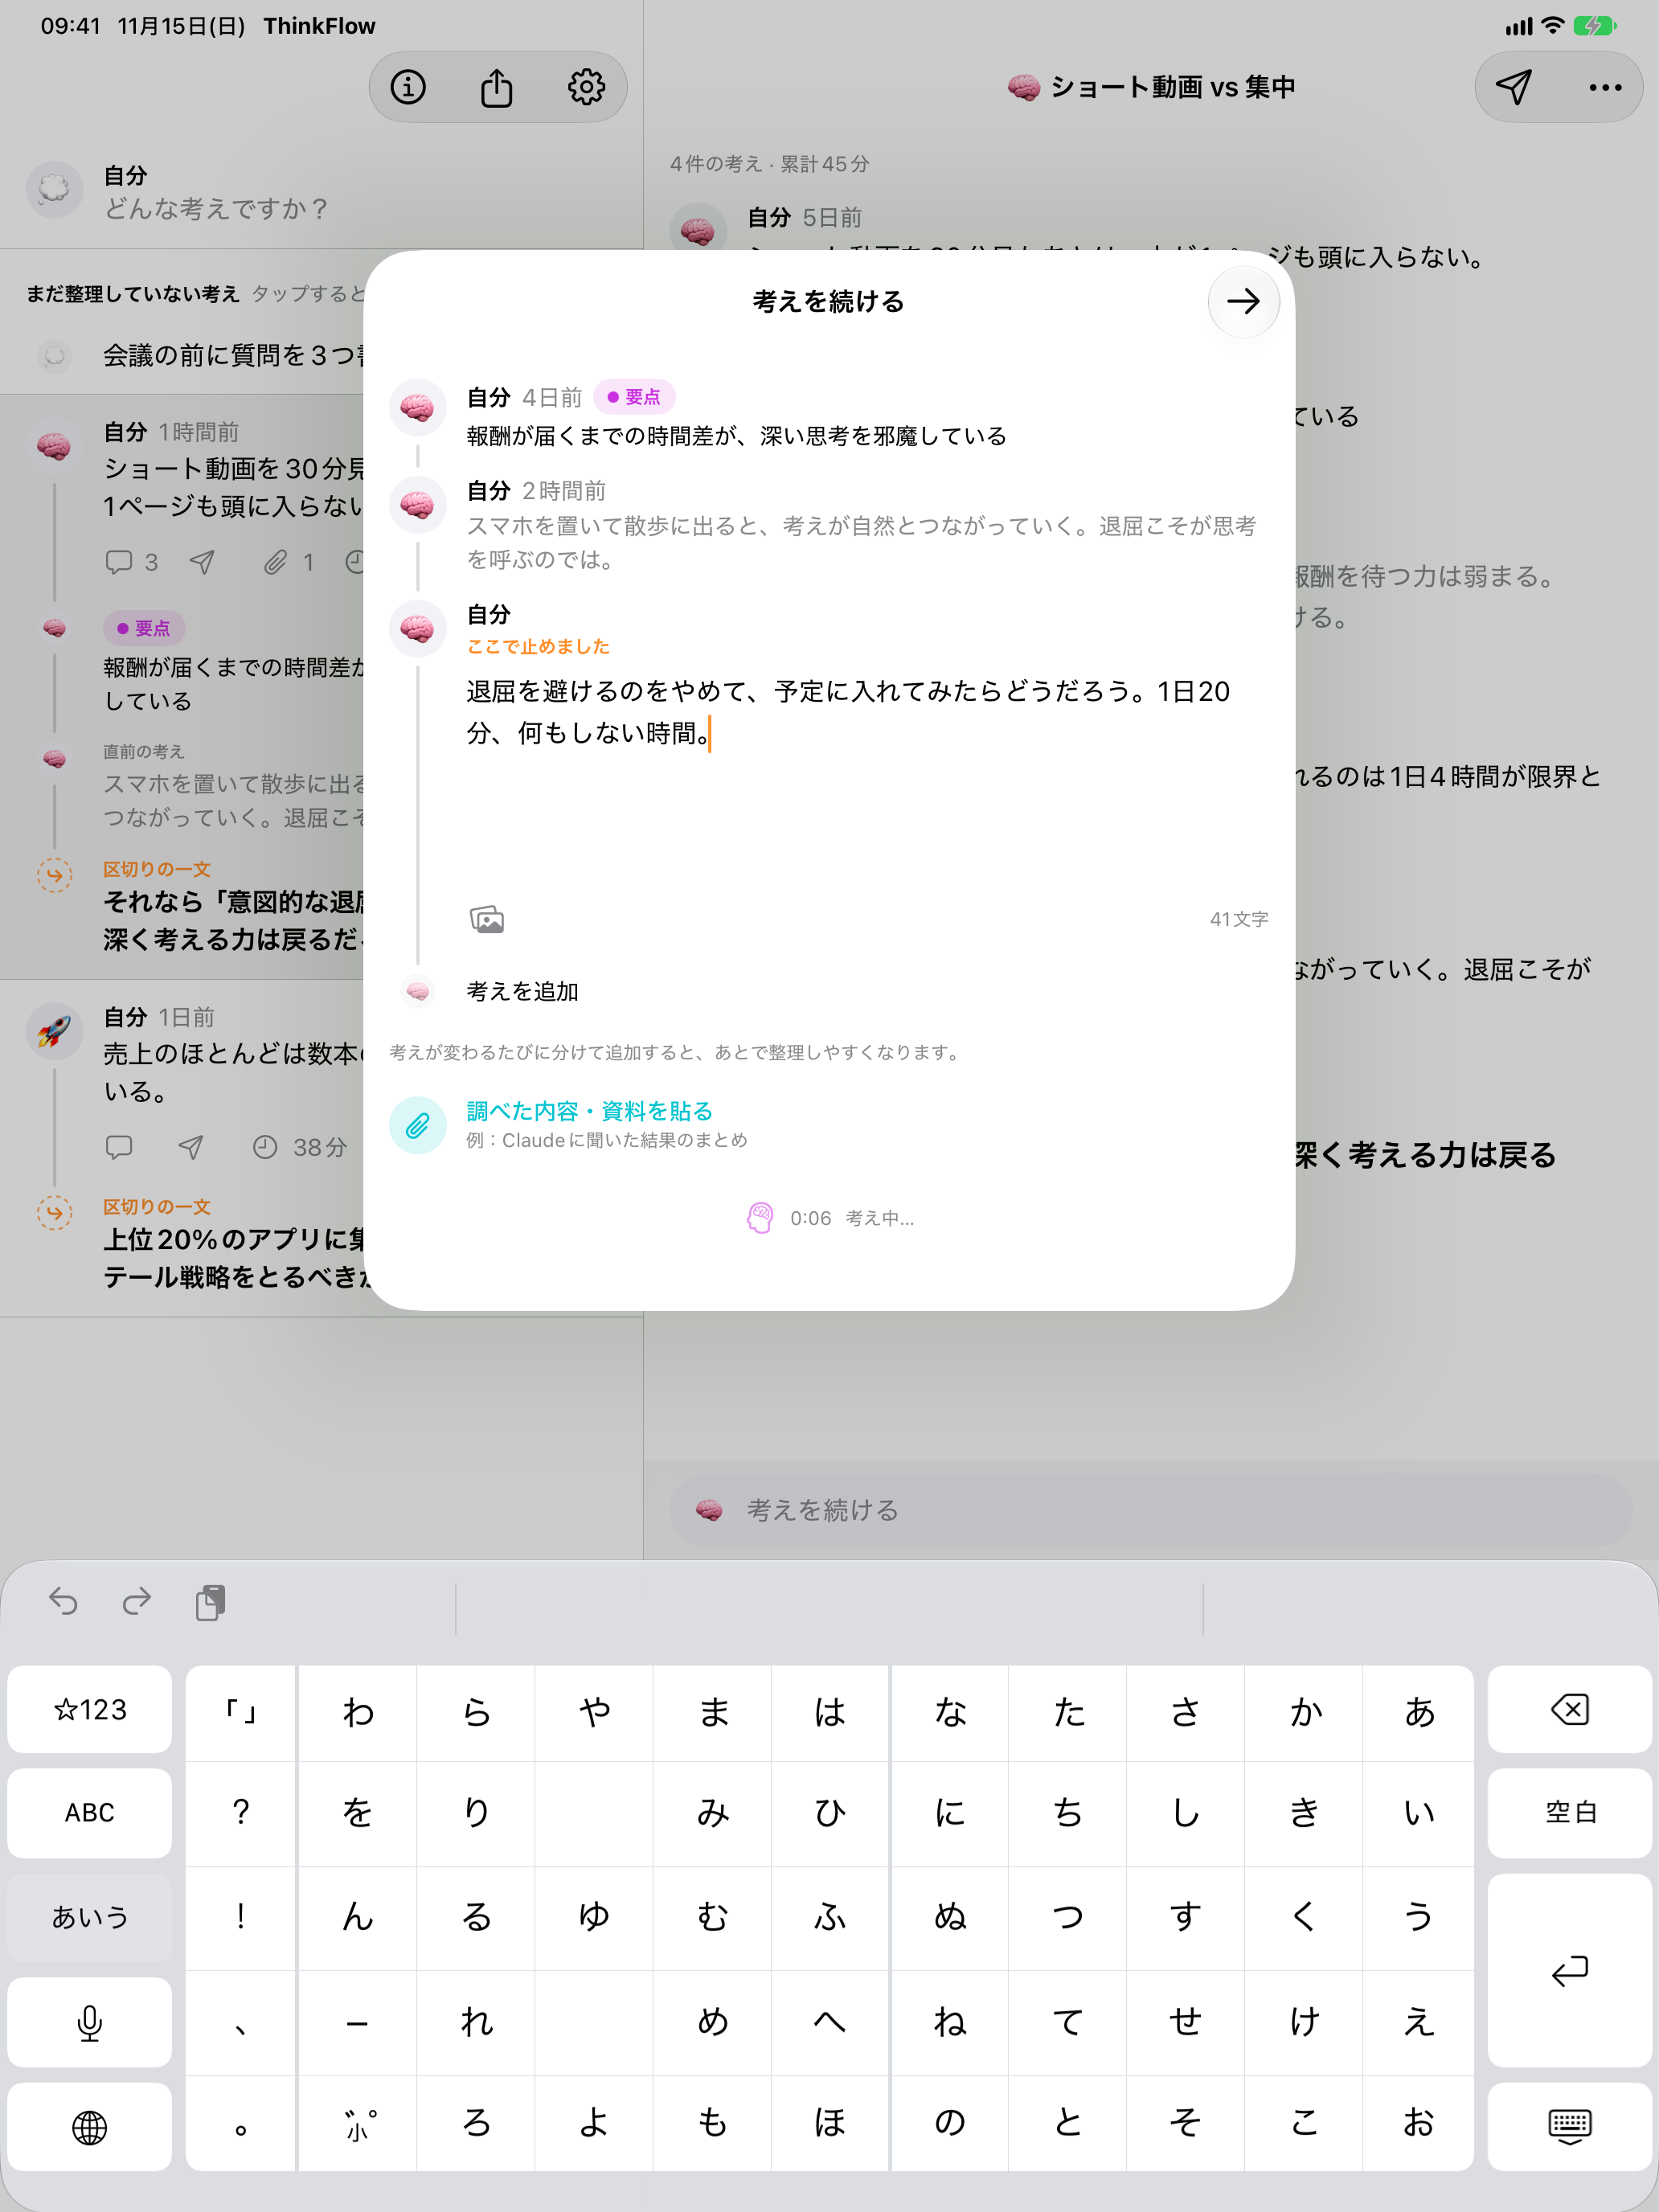 09:41 11月15日(日) ThinkFlow
🧠 ショート動画 vs 集中
自分
どんな考えですか？
まだ整理していない考え タップすると
会議の前に質問を3つ
自分 1時間前
ショート動画を30分見
1ページも頭に入らない
3 1
要点
報酬が届くまでの時間差が
している
直前の考え
スマホを置いて散歩に出る
つながっていく。退屈こそ
区切りの一文
それなら「意図的な退屈
深く考える力は戻るだ
自分 1日前
売上のほとんどは数本の
いる。
38分
区切りの一文
上位20%のアプリに集
テール戦略をとるべきか
4件の考え · 累計45分
自分 5日前
ジも頭に入らない。
ている
報酬を待つ力は弱まる。
ける。
れるのは1日4時間が限界と
ながっていく。退屈こそが
深く考える力は戻る
考えを続ける
考えを続ける
自分 4日前 要点
報酬が届くまでの時間差が、深い思考を邪魔している
自分 2時間前
スマホを置いて散歩に出ると、考えが自然とつながっていく。退屈こそが思考
を呼ぶのでは。
自分
ここで止めました
退屈を避けるのをやめて、予定に入れてみたらどうだろう。1日20
分、何もしない時間。
41文字
考えを追加
考えが変わるたびに分けて追加すると、あとで整理しやすくなります。
調べた内容・資料を貼る
例：Claudeに聞いた結果のまとめ
0:06 考え中...
☆123 「」 わ ら や ま は な た さ か あ
ABC ? を り み ひ に ち し き い 空白
あいう ! ん る ゆ む ふ ぬ つ す く う
、 ー れ め へ ね て せ け え
。 ゛゜小 ろ よ も ほ の と そ こ お